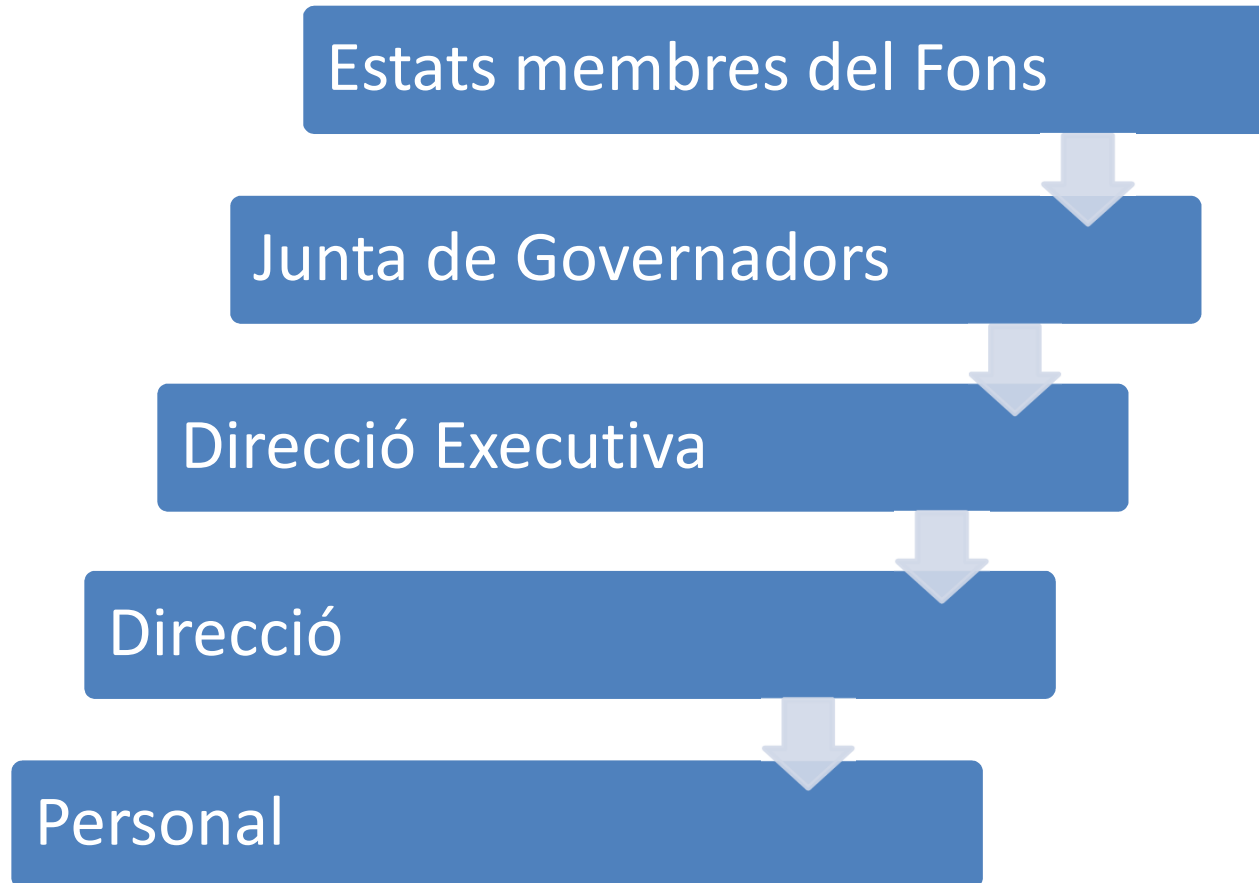 Estats membres del Fons
Junta de Governadors
Direcció Executiva
Direcció
Personal